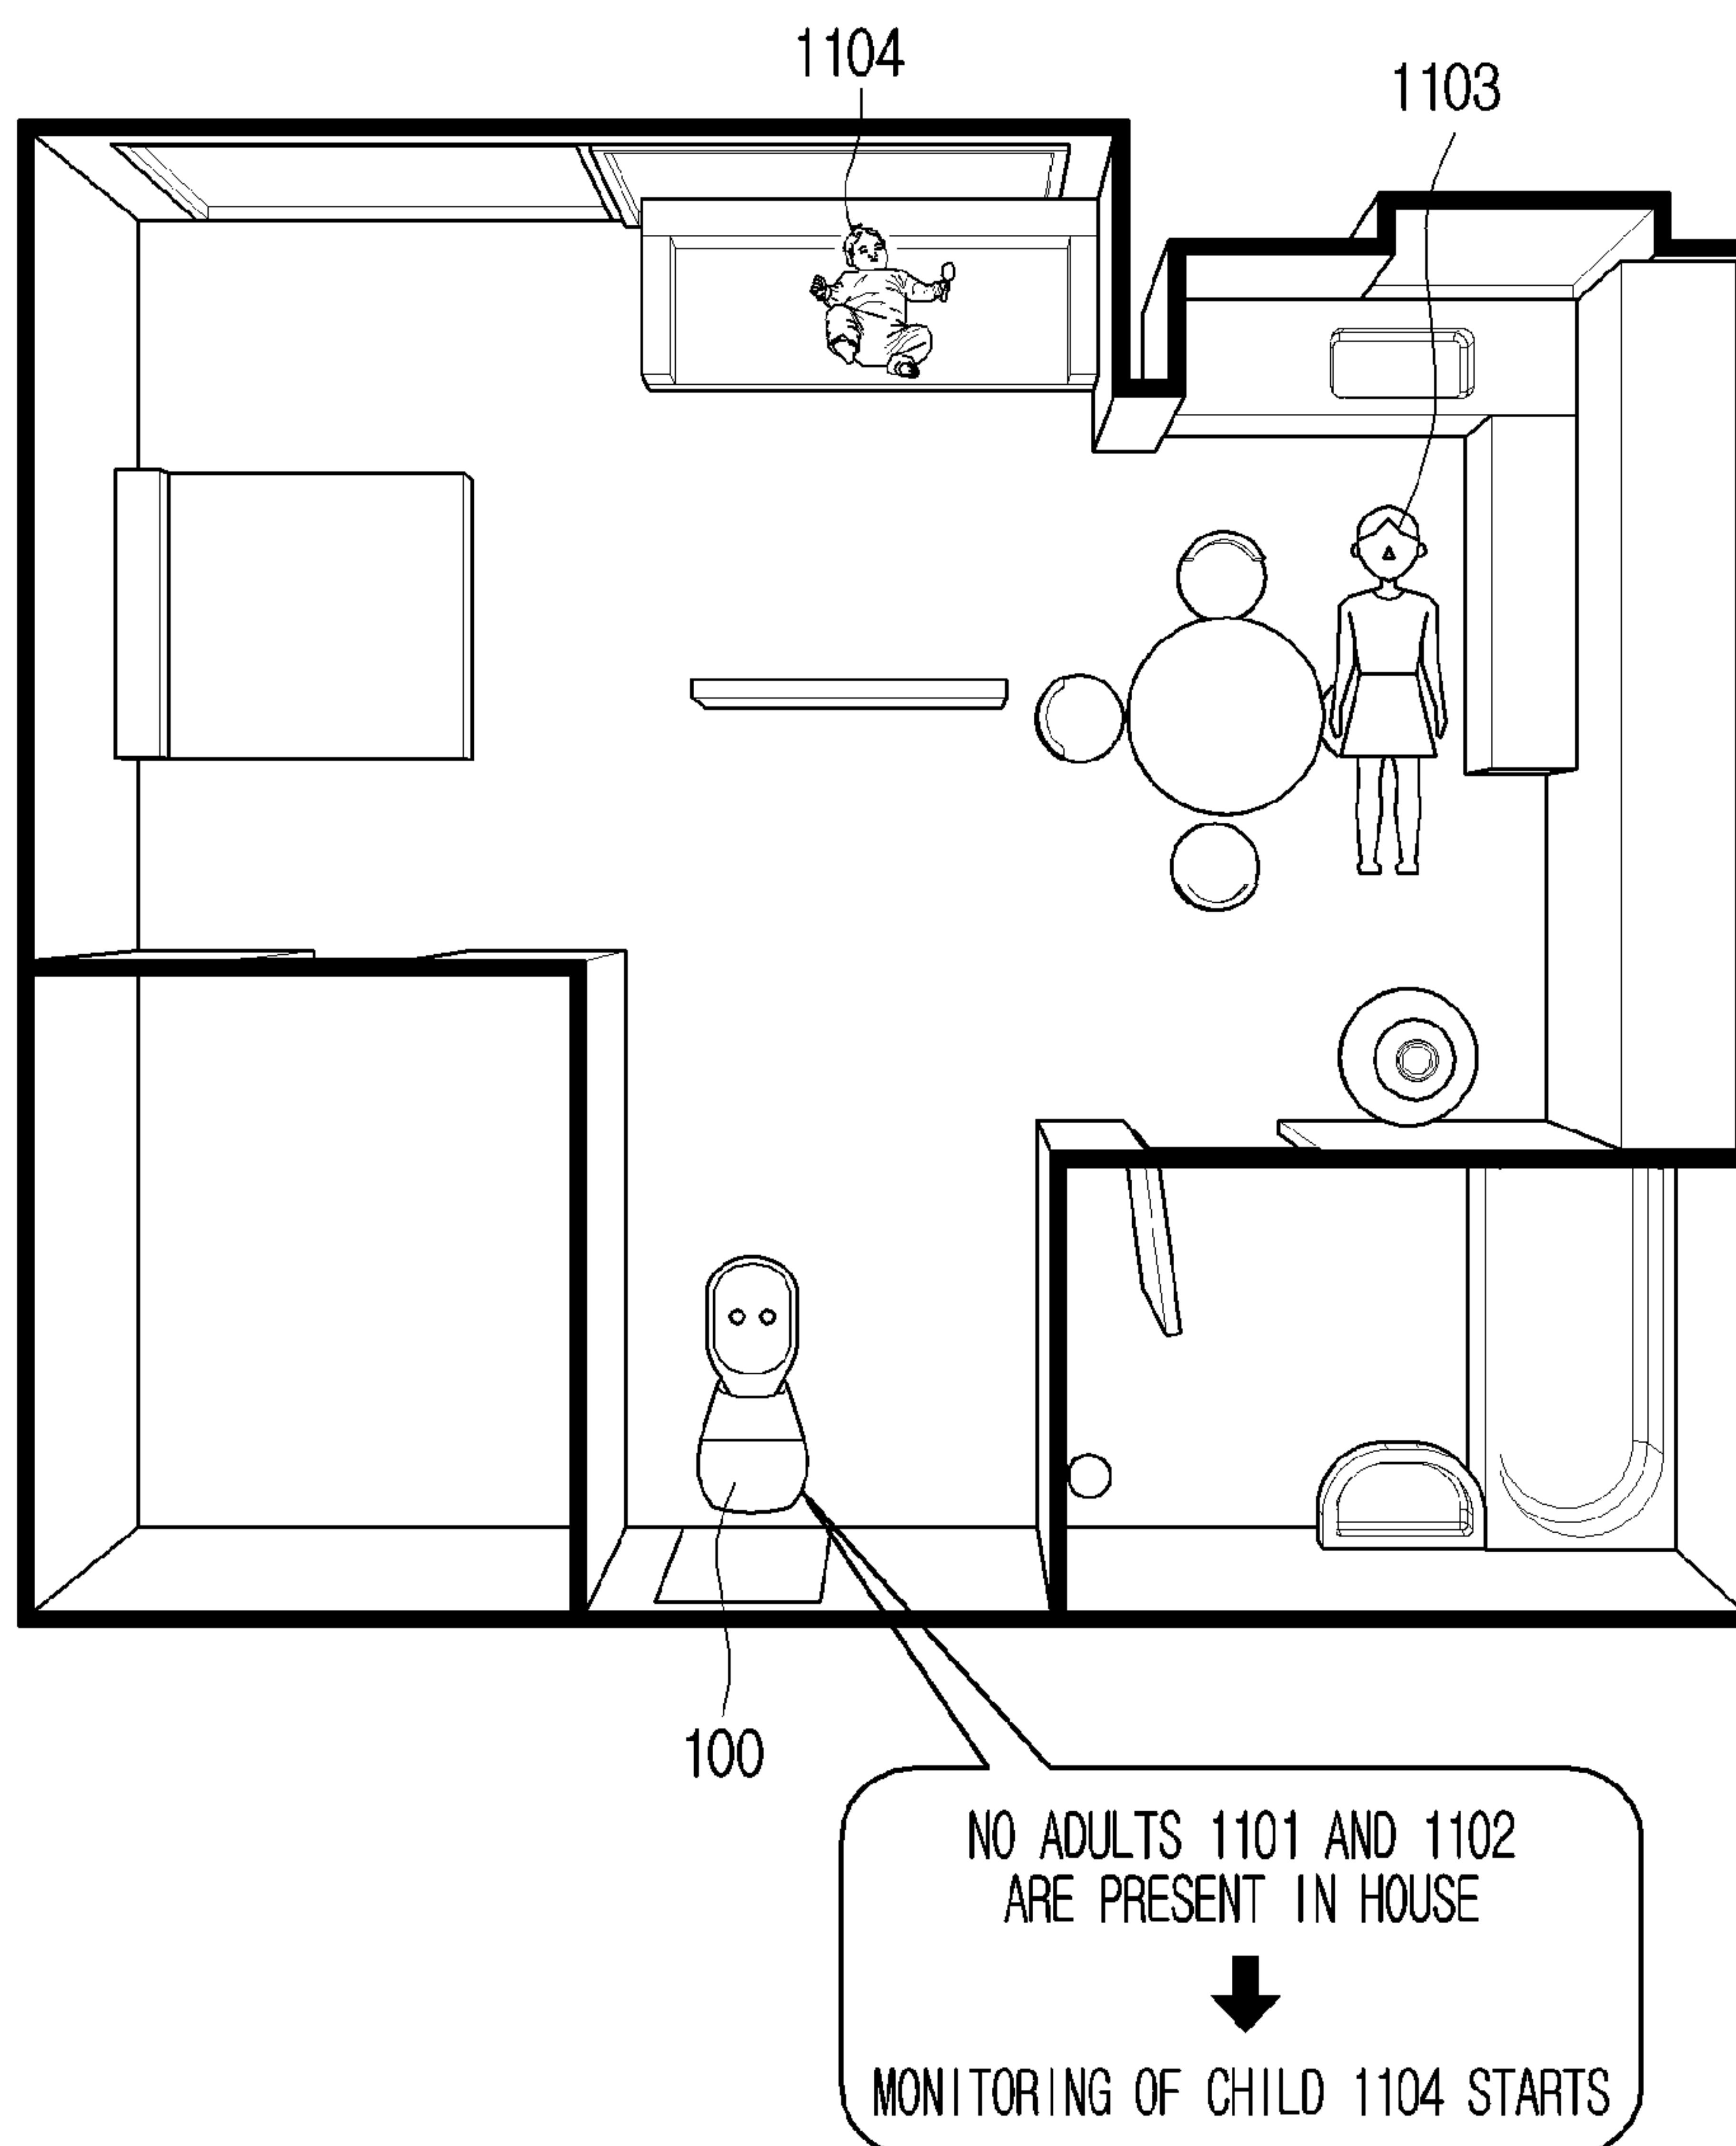 1104
1103
100
NO ADULTS 1101 AND 1102
ARE PRESENT IN HOUSE
MONITORING OF CHILD 1104 STARTS